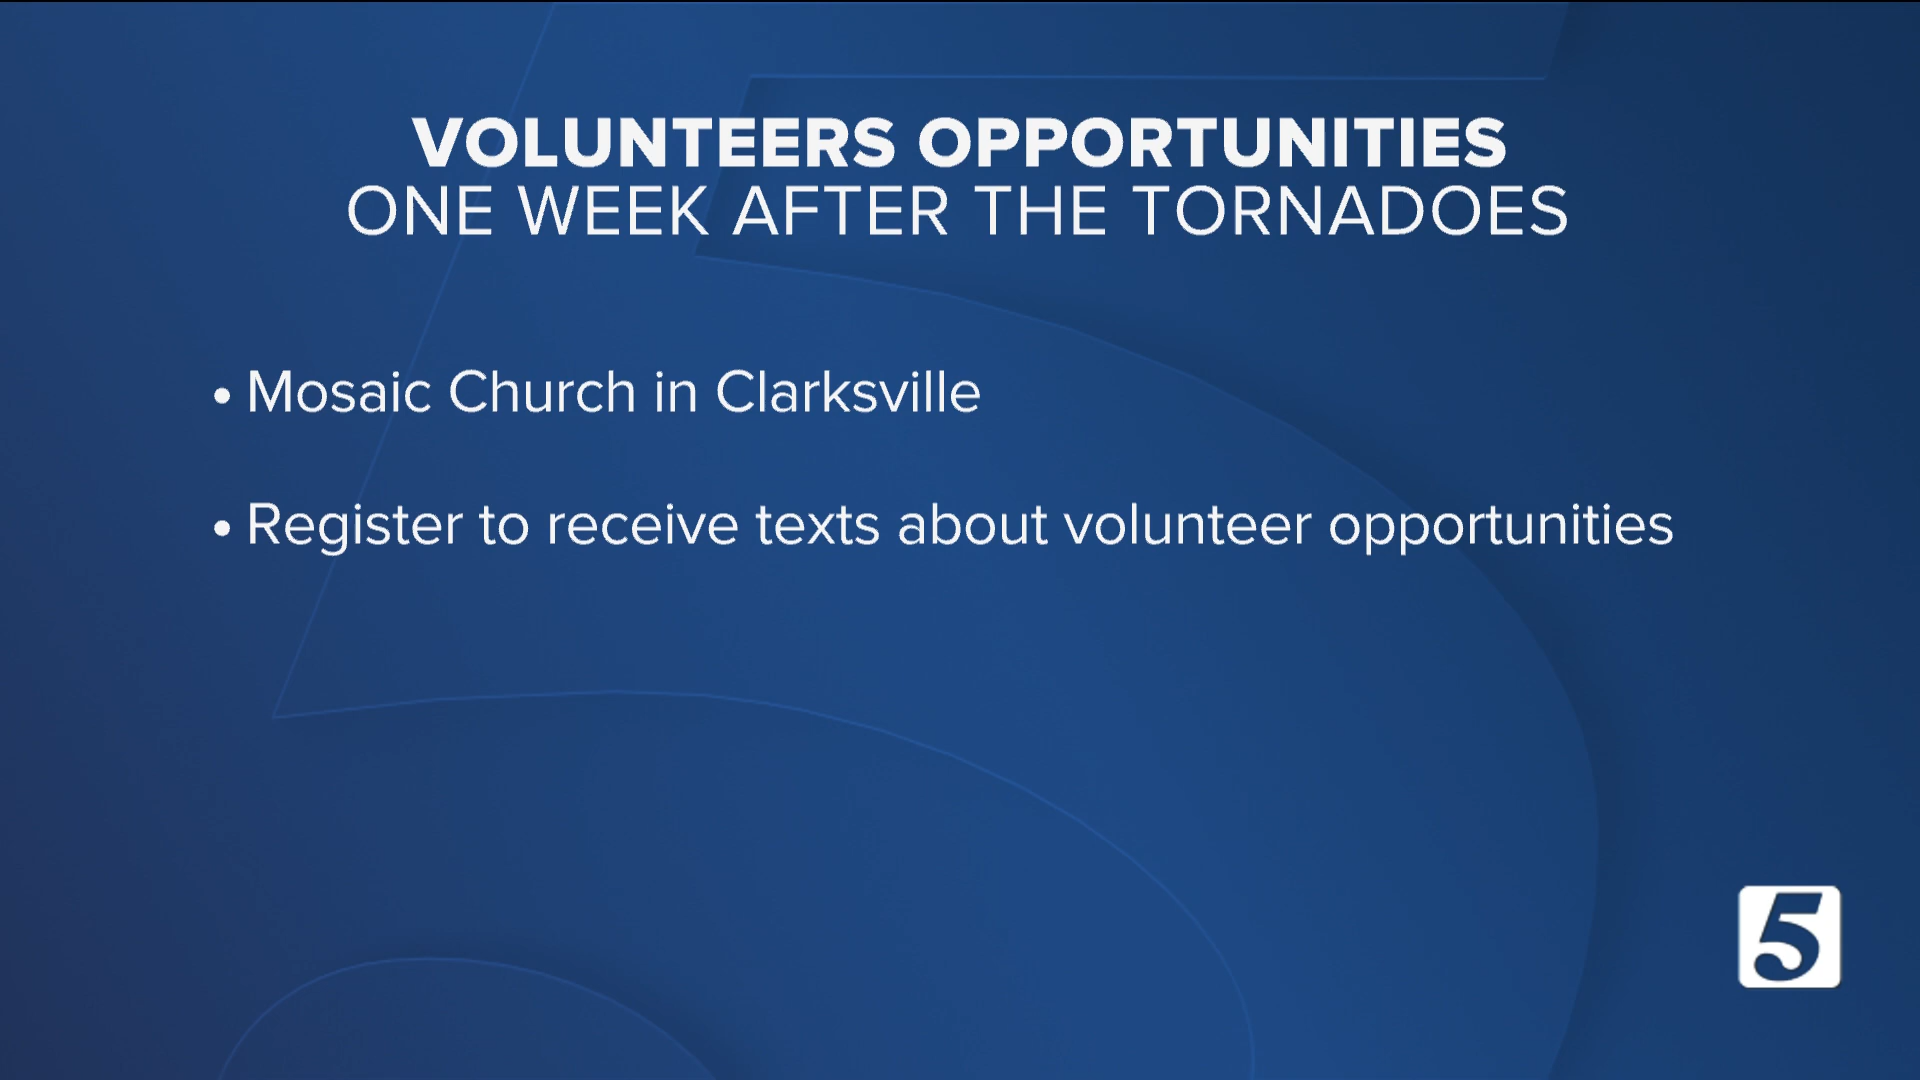 VOLUNTEERS OPPORTUNITIES
ONE WEEK AFTER THE TORNADOES
• Mosaic Church in Clarksville
• Register to receive texts about volunteer opportunities
5